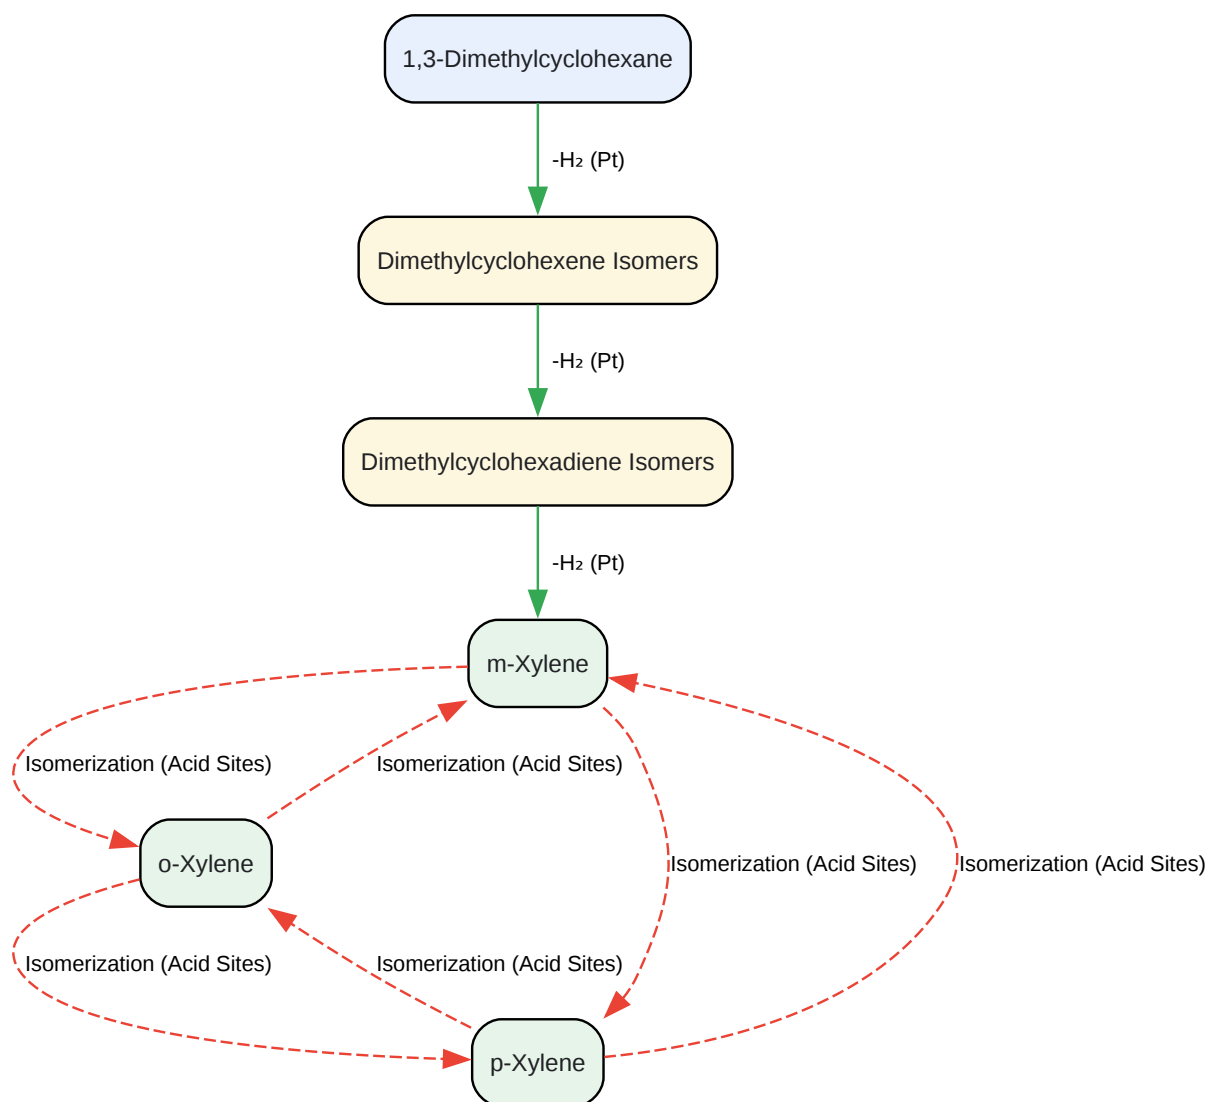 1,3-Dimethylcyclohexane
-H₂ (Pt)
Dimethylcyclohexene Isomers
-H₂ (Pt)
Dimethylcyclohexadiene Isomers
-H₂ (Pt)
m-Xylene
Isomerization (Acid Sites)
Isomerization (Acid Sites)
o-Xylene
Isomerization (Acid Sites)
Isomerization (Acid Sites)
Isomerization (Acid Sites)
Isomerization (Acid Sites)
p-Xylene